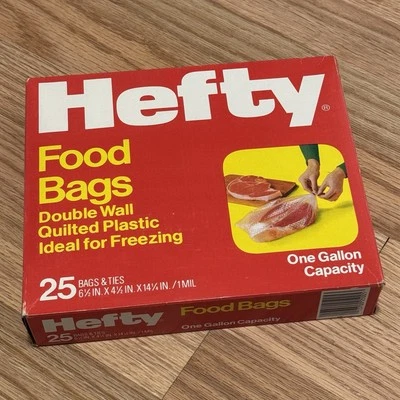 Hefty®
Food
Bags
Double Wall
Quilted Plastic
Ideal for Freezing
25 BAGS & TIES
6½ IN. X 4½ IN. X 14¼ IN. / 1 MIL
One Gallon
Capacity
Hefty Food Bags
25 One Gallon Capacity